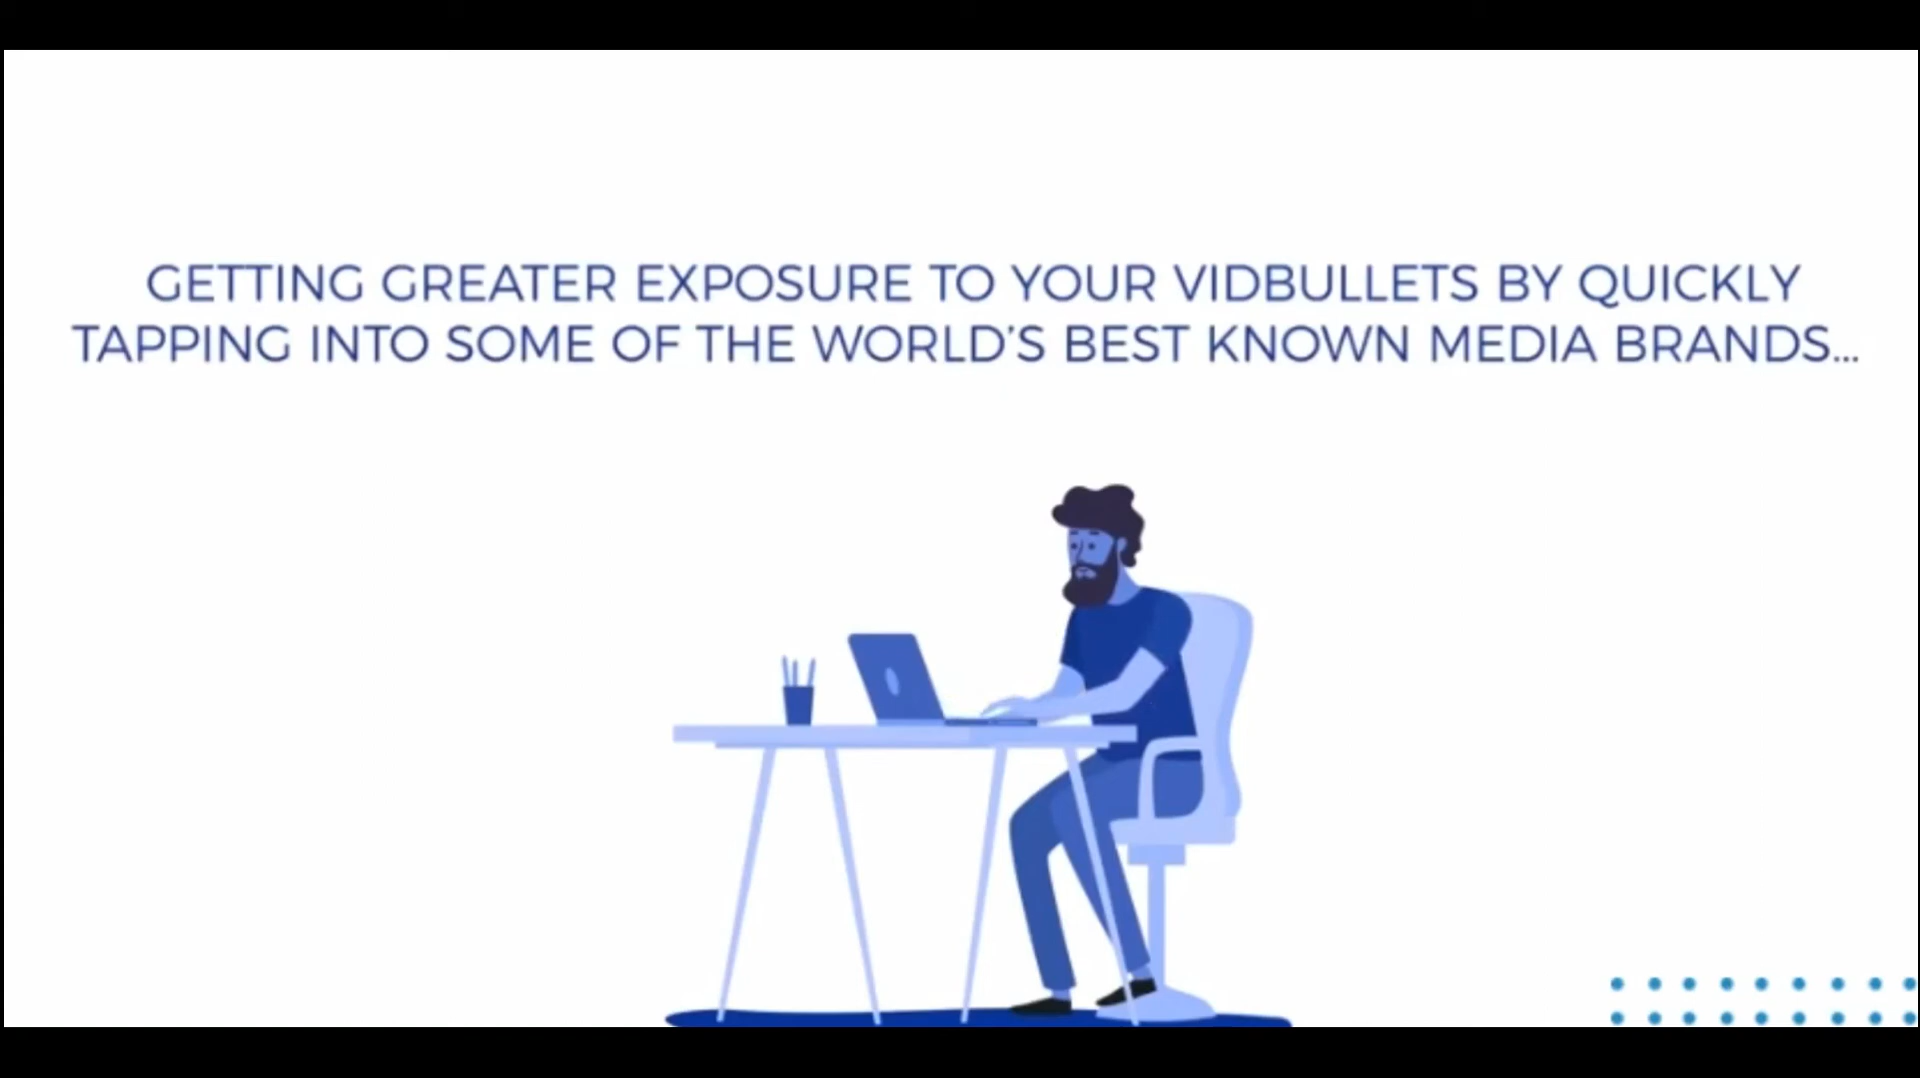 GETTING GREATER EXPOSURE TO YOUR VIDBULLETS BY QUICKLY
TAPPING INTO SOME OF THE WORLD’S BEST KNOWN MEDIA BRANDS...